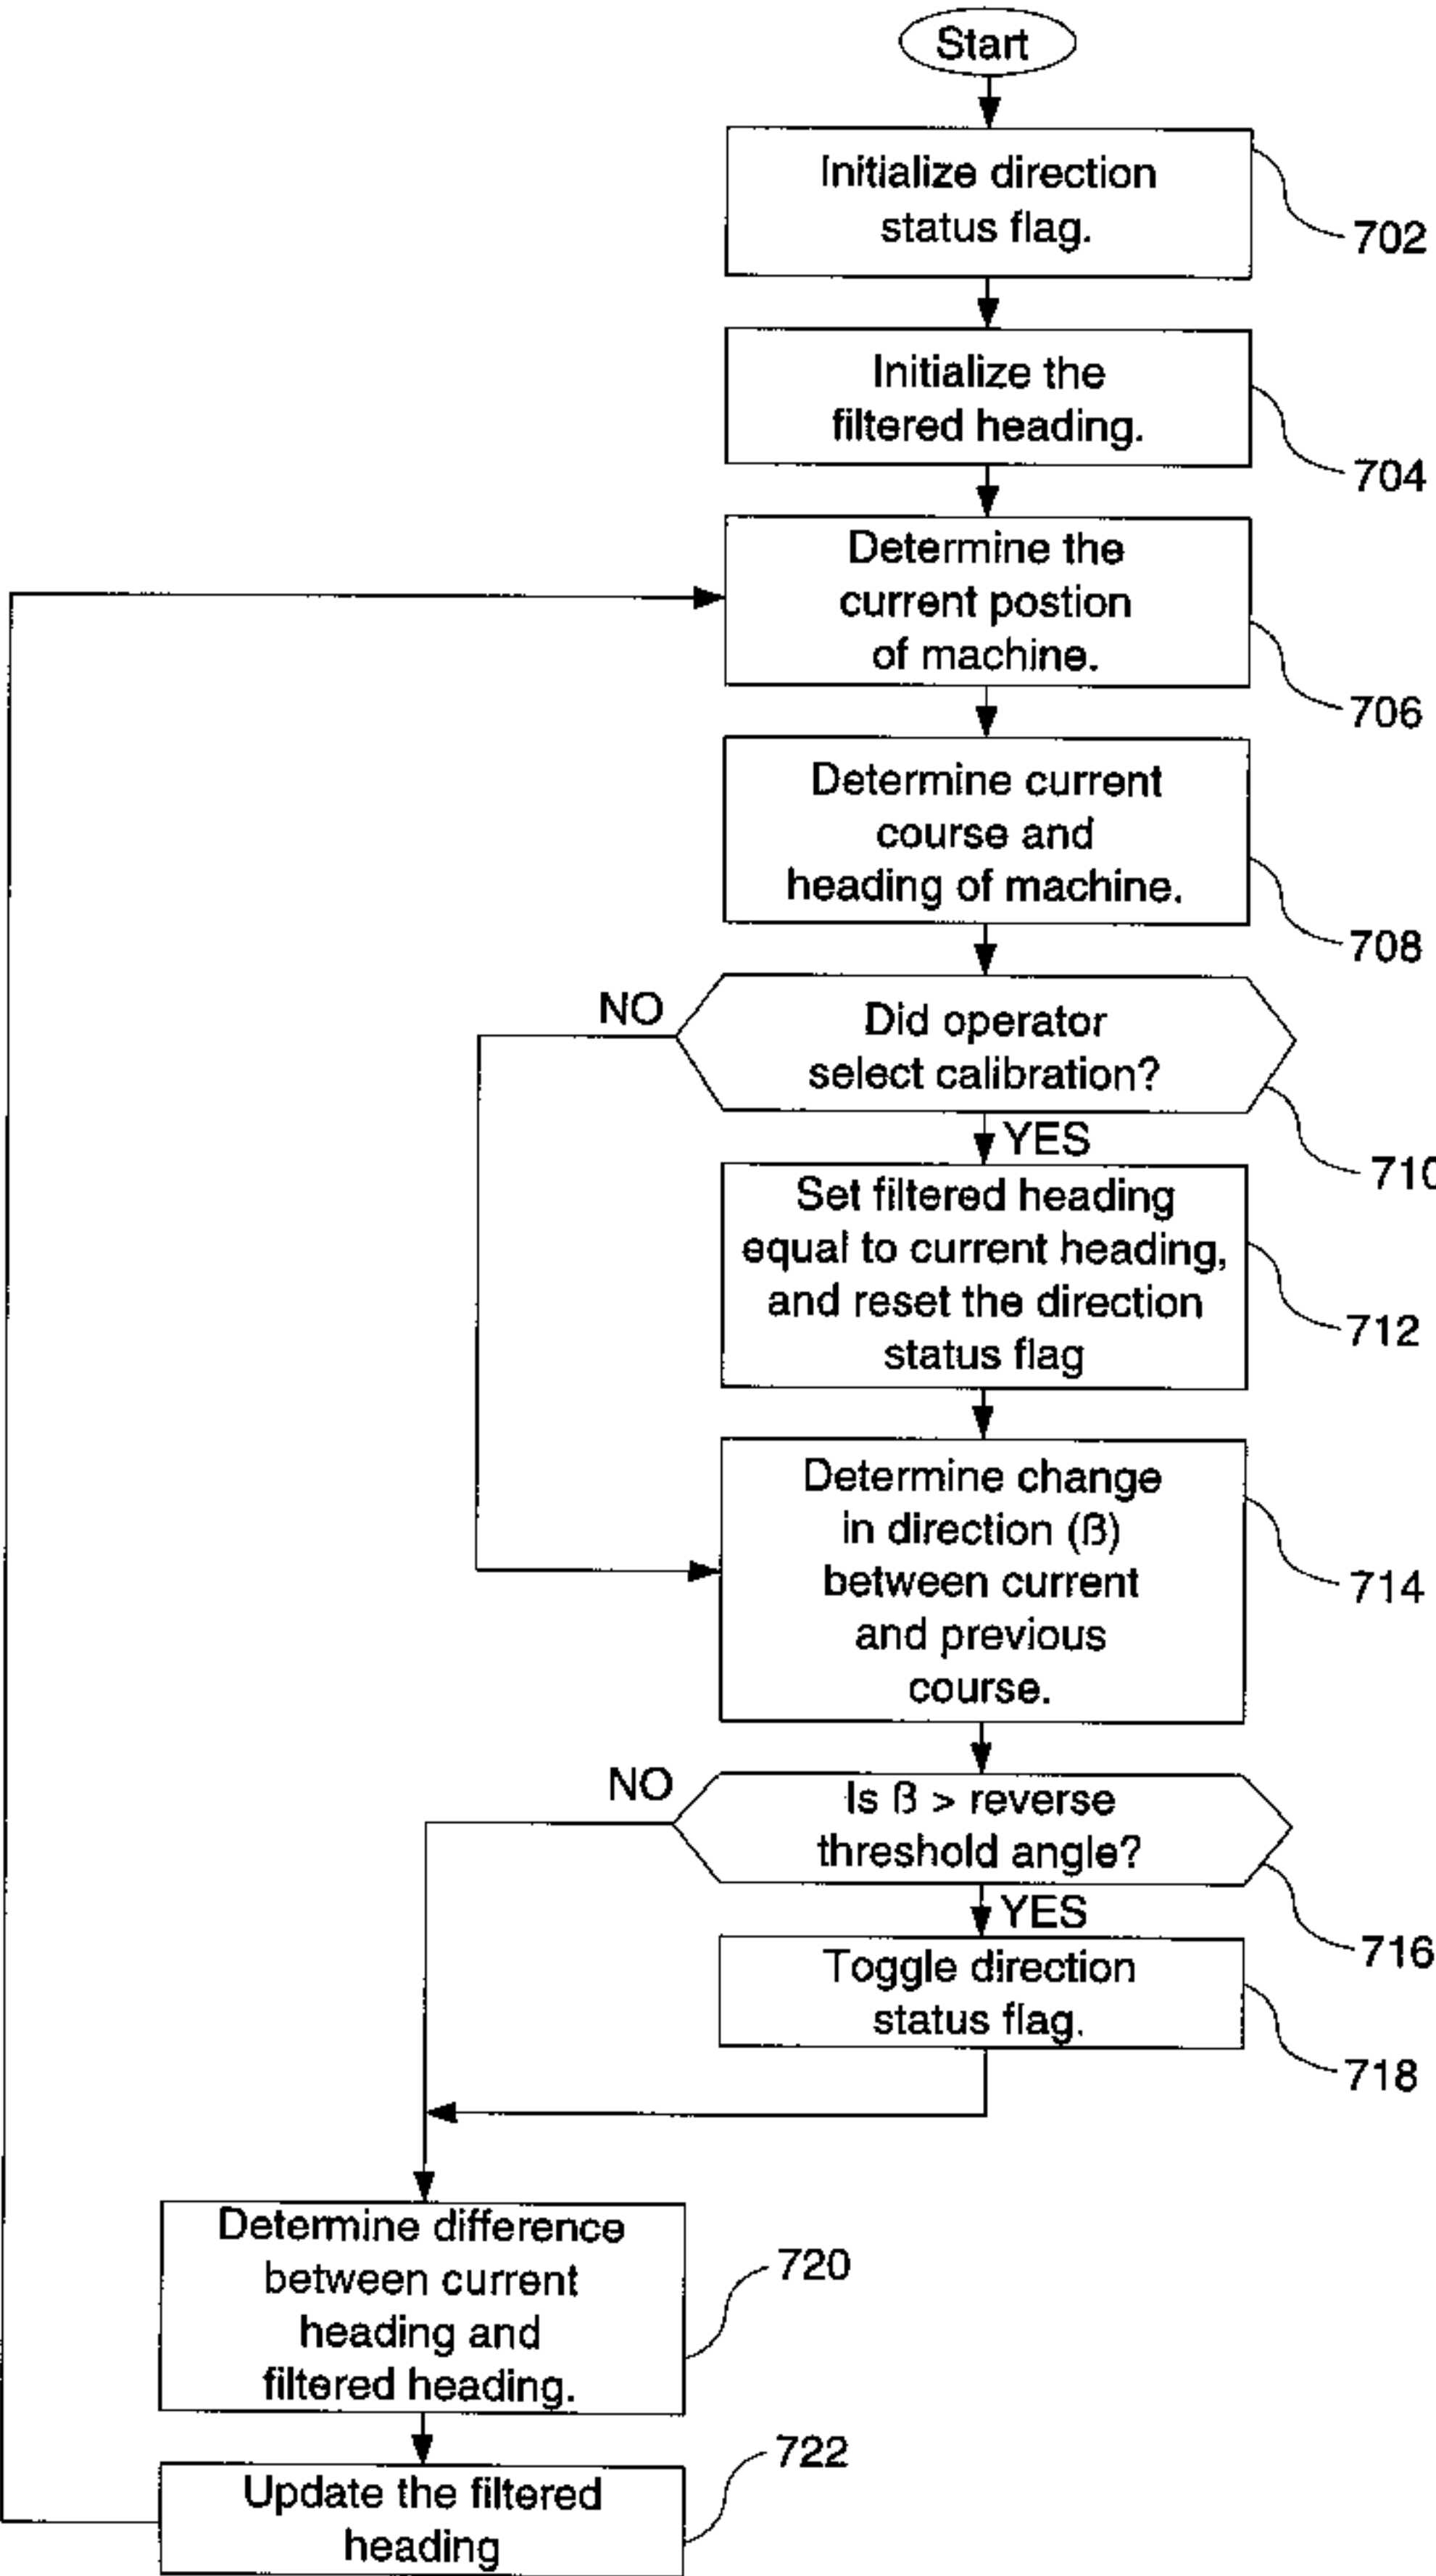 Start
Initialize direction
status flag.
702
Initialize the
filtered heading.
704
Determine the
current postion
of machine.
706
Determine current
course and
heading of machine.
708
NO
Did operator
select calibration?
710
YES
Set filtered heading
equal to current heading,
and reset the direction
status flag
712
Determine change
in direction (ß)
between current
and previous
course.
714
NO
Is ß > reverse
threshold angle?
716
YES
Toggle direction
status flag.
718
Determine difference
between current
heading and
filtered heading.
720
Update the filtered
heading
722